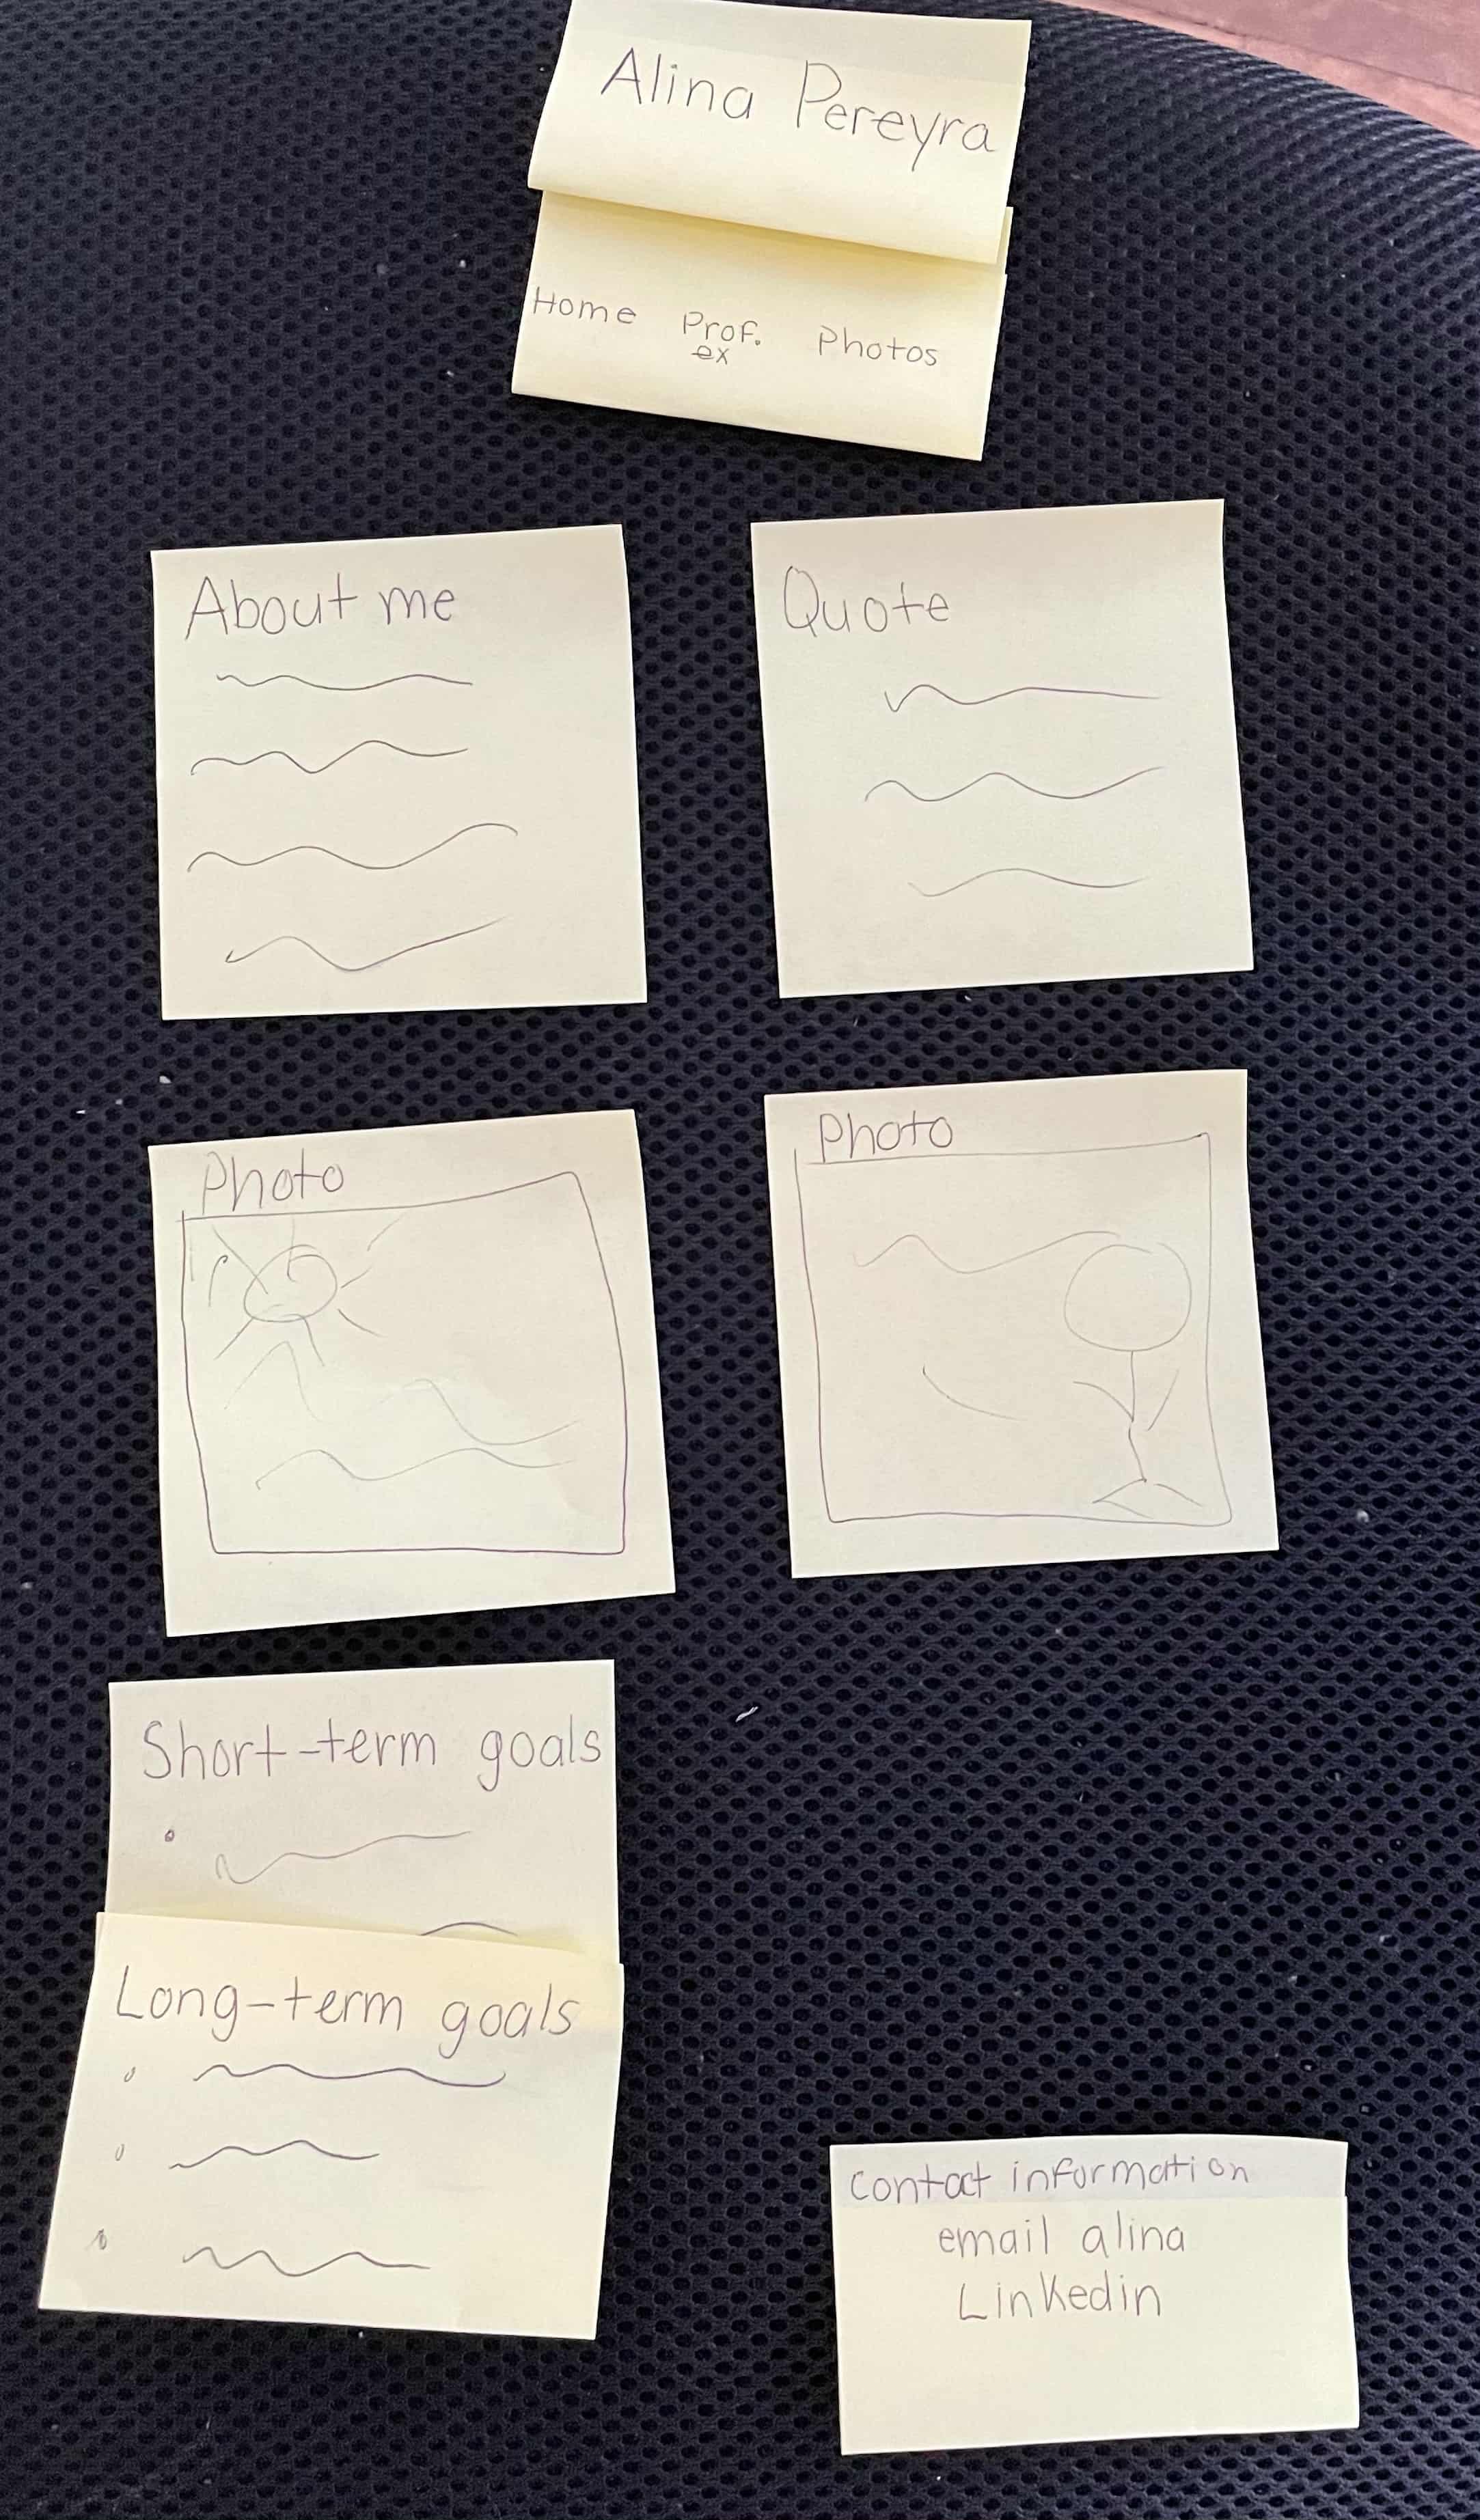 Alina Pereyra
Home Prof. ex Photos
About me
Quote
Photo
Photo
Short-term goals
Long-term goals
Contact information
email alina
Linkedin